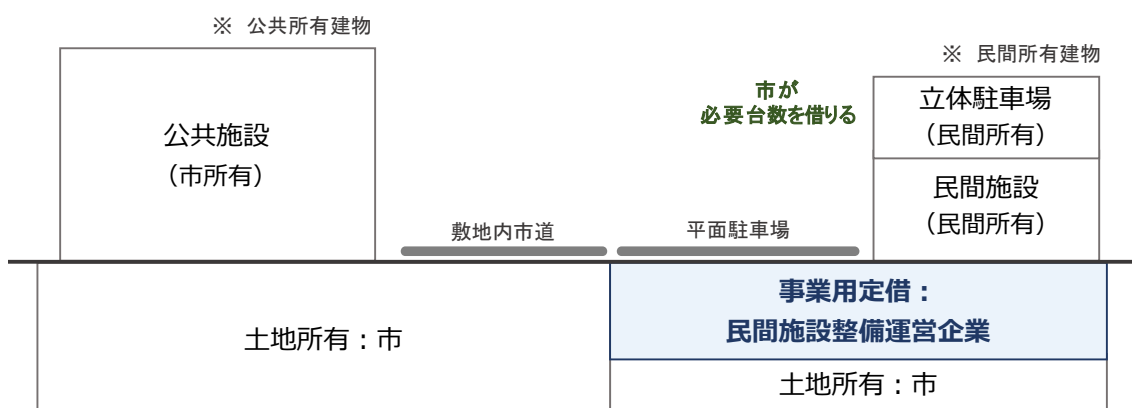 ※ 公共所有建物
※ 民間所有建物
公共施設
（市所有）
市が
必要台数を借りる
立体駐車場
（民間所有）
民間施設
（民間所有）
敷地内市道
平面駐車場
土地所有：市
事業用定借：
民間施設整備運営企業
土地所有：市